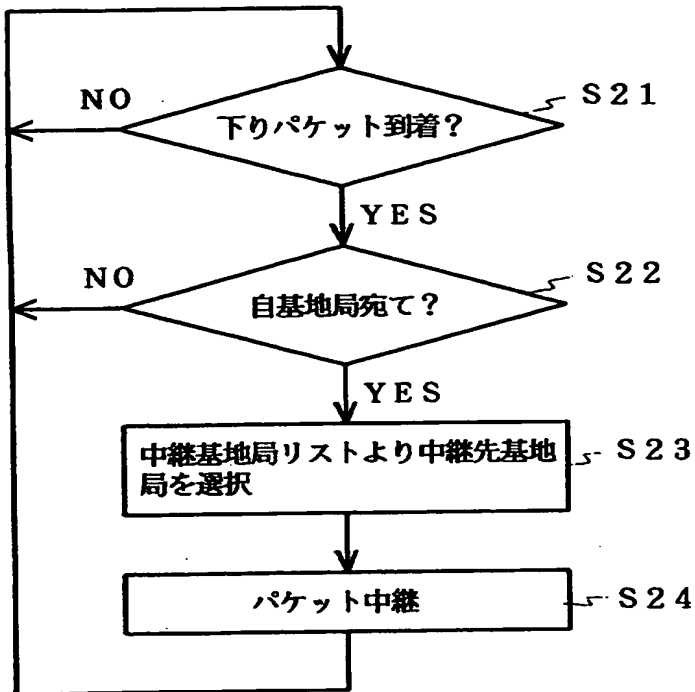 NO
下りパケット到着？
S21
YES
NO
自基地局宛て？
S22
YES
中継基地局リストより中継先基地
局を選択
S23
パケット中継
S24